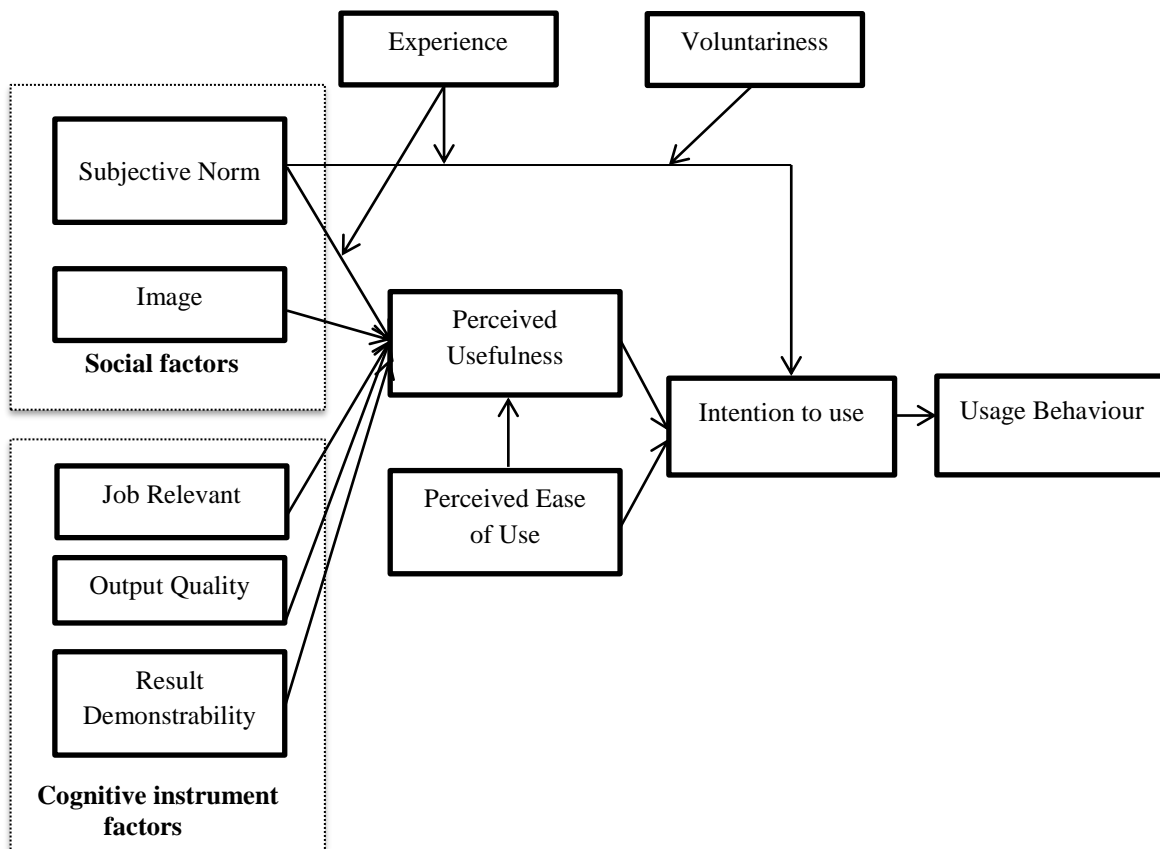 Experience
Voluntariness
Subjective Norm
Image
Social factors
Perceived
Usefulness
Intention to use
Usage Behaviour
Job Relevant
Perceived Ease
of Use
Output Quality
Result
Demonstrability
Cognitive instrument
factors